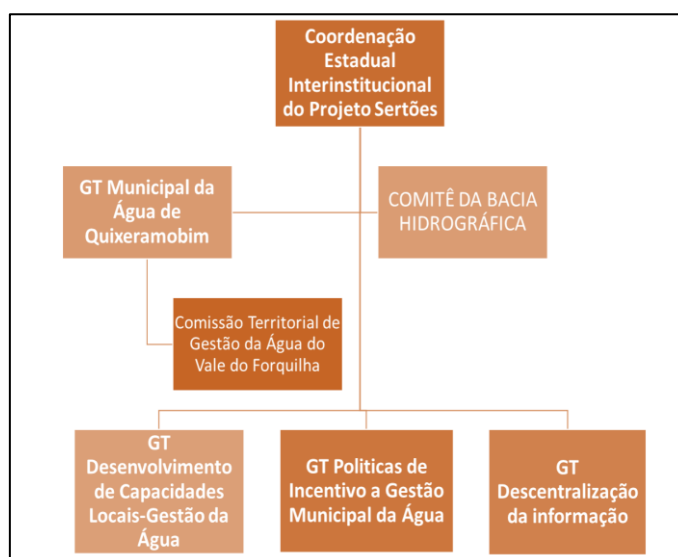 Coordenação
Estadual
Interinstitucional
do Projeto Sertões
GT Municipal da
Água de
Quixeramobim
COMITÊ DA BACIA
HIDROGRÁFICA
Comissão Territorial de
Gestão da Água do
Vale do Forquilha
GT
Desenvolvimento
de Capacidades
Locais-Gestão da
Água
GT Politicas de
Incentivo a Gestão
Municipal da Água
GT
Descentralização
da informação